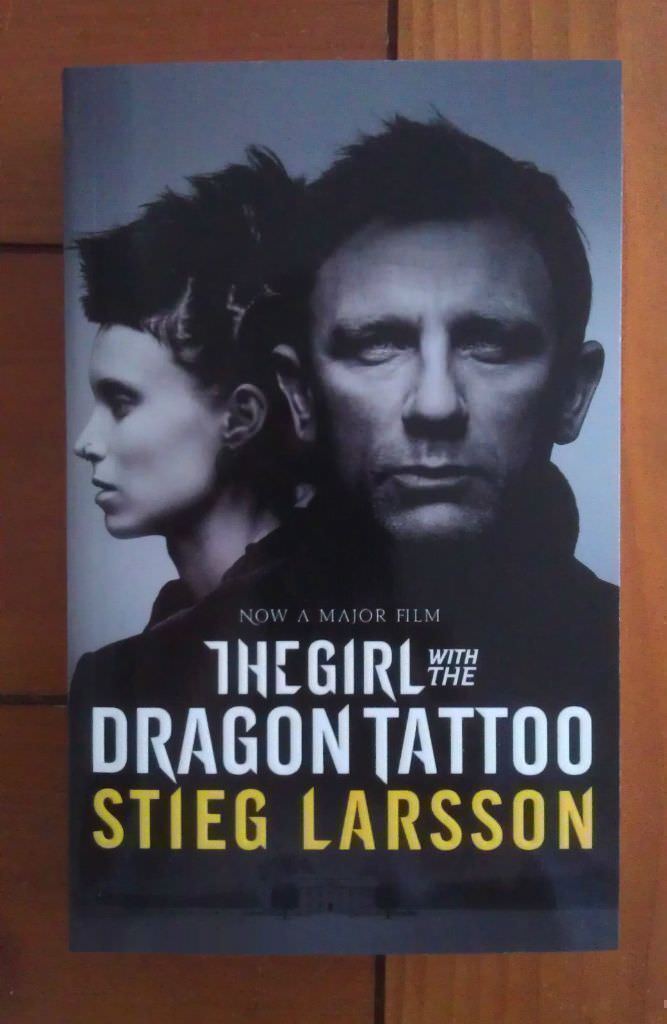 NOW A MAJOR FILM
THE GIRL WITH THE
DRAGON TATTOO
STIEG LARSSON